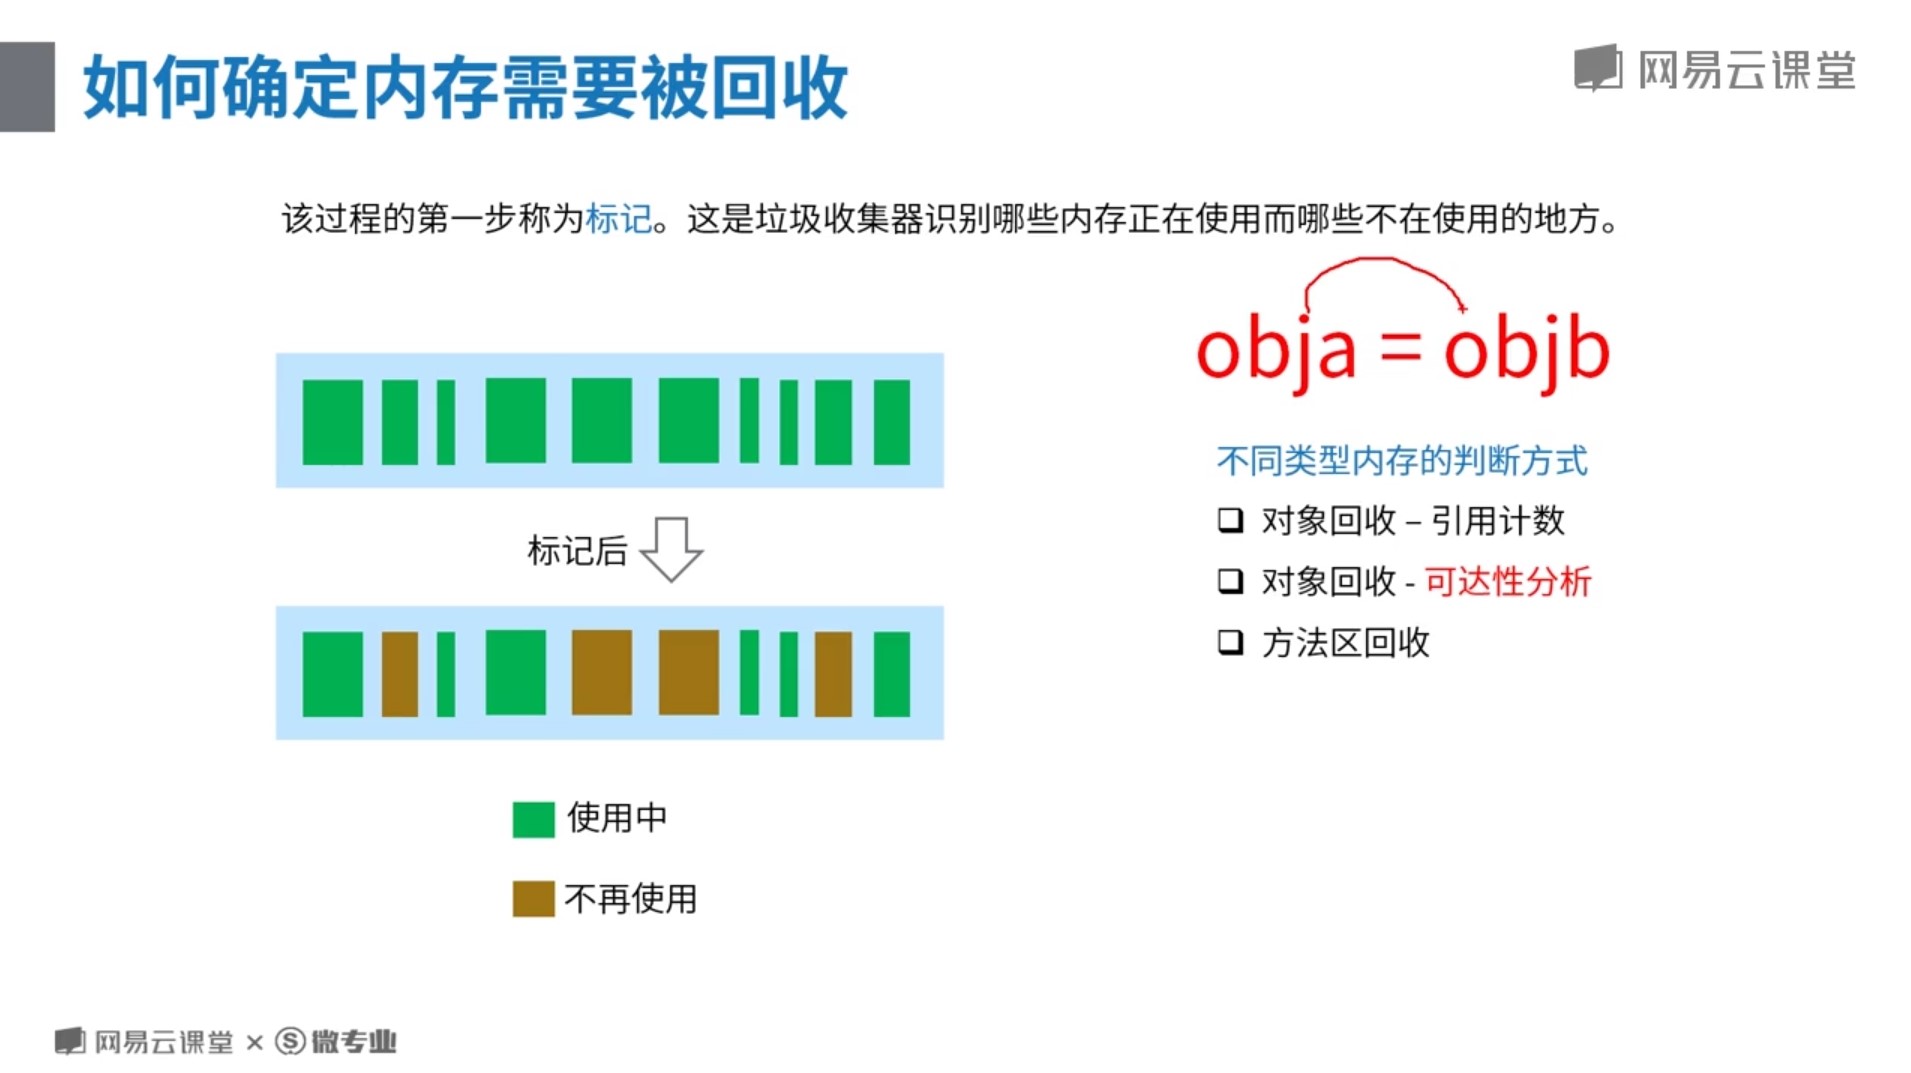 如何确定内存需要被回收
网易云课堂
该过程的第一步称为标记。这是垃圾收集器识别哪些内存正在使用而哪些不在使用的地方。
obja = objb
不同类型内存的判断方式
对象回收 – 引用计数
标记后
对象回收 - 可达性分析
方法区回收
使用中
不再使用
网易云课堂 × 微专业